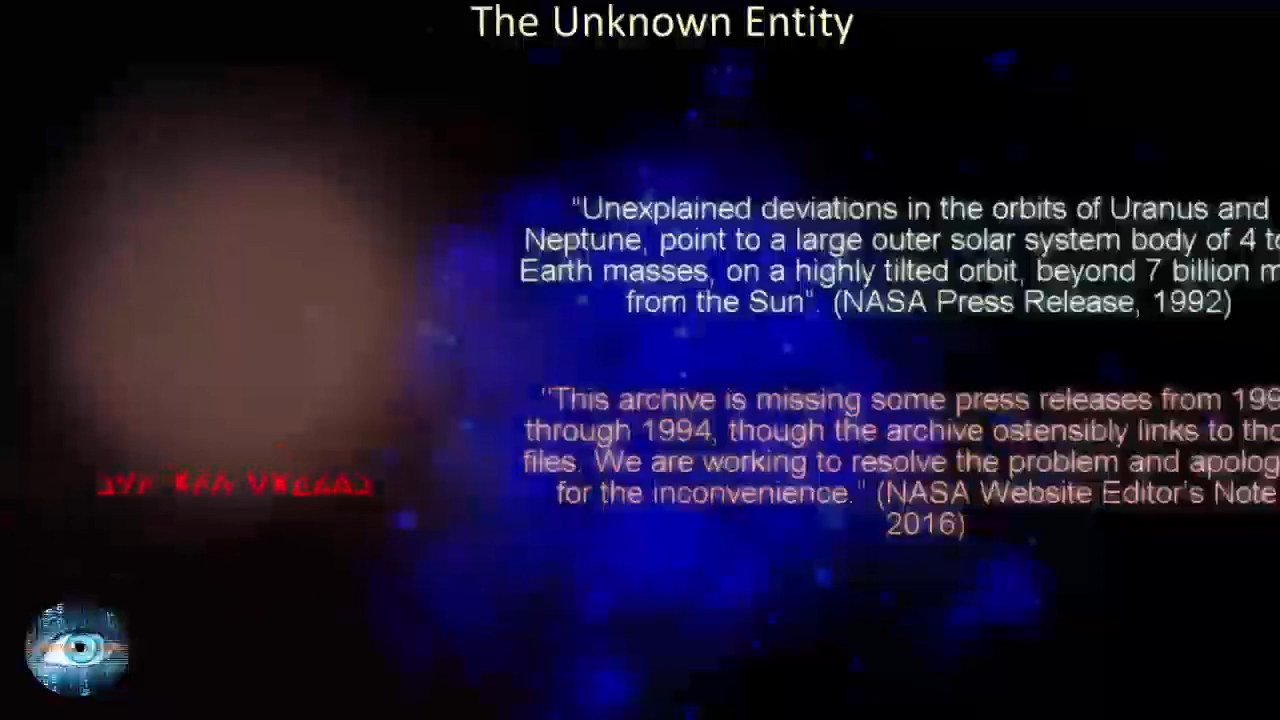 The Unknown Entity
"Unexplained deviations in the orbits of Uranus and
Neptune, point to a large outer solar system body of 4 to
Earth masses, on a highly tilted orbit, beyond 7 billion
from the Sun". (NASA Press Release, 1992)
"This archive is missing some press releases from
through 1994, though the archive ostensibly links to
files. We are working to resolve the problem and
for the inconvenience." (NASA Website Editor's Note
2016)